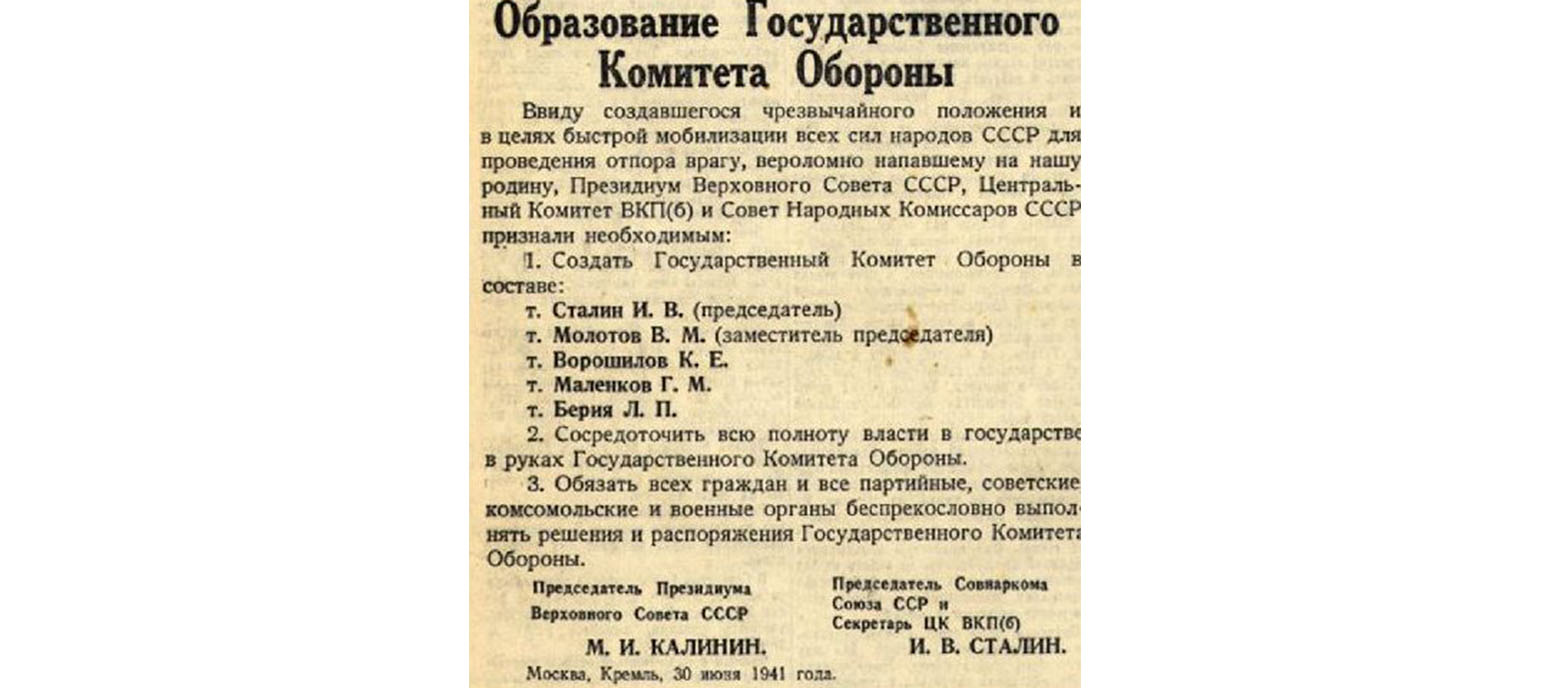 Образование Государственного
Комитета Обороны
Ввиду создавшегося чрезвычайного положения и
в целях быстрой мобилизации всех сил народов СССР для
проведения отпора врагу, вероломно напавшему на нашу
родину, Президиум Верховного Совета СССР, Централь-
ный Комитет ВКП(б) и Совет Народных Комиссаров СССР
признали необходимым:
1. Создать Государственный Комитет Обороны в
составе:
т. Сталин И. В. (председатель)
т. Молотов В. М. (заместитель председателя)
т. Ворошилов К. Е.
т. Маленков Г. М.
т. Берия Л. П.
2. Сосредоточить всю полноту власти в государстве
в руках Государственного Комитета Обороны.
3. Обязать всех граждан и все партийные, советские
комсомольские и военные органы беспрекословно выпол-
нять решения и распоряжения Государственного Комитета
Обороны.
Председатель Президиума
Верховного Совета СССР
М. И. КАЛИНИН.
Председатель Совнаркома
Союза ССР и
Секретарь ЦК ВКП(б)
И. В. СТАЛИН.
Москва, Кремль, 30 июня 1941 года.